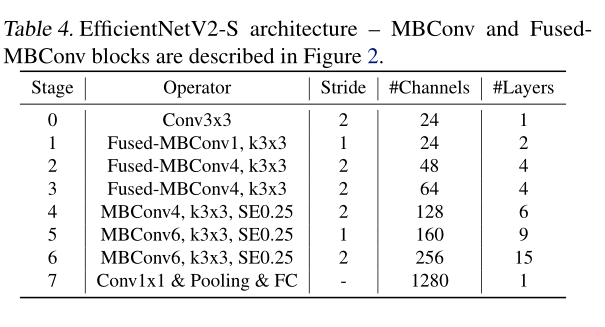 Table 4. EfficientNetV2-S architecture – MBConv and Fused-
MBConv blocks are described in Figure 2.
Stage Operator Stride #Channels #Layers
0 Conv3x3 2 24 1
1 Fused-MBConv1, k3x3 1 24 2
2 Fused-MBConv4, k3x3 2 48 4
3 Fused-MBConv4, k3x3 2 64 4
4 MBConv4, k3x3, SE0.25 2 128 6
5 MBConv6, k3x3, SE0.25 1 160 9
6 MBConv6, k3x3, SE0.25 2 256 15
7 Conv1x1 & Pooling & FC - 1280 1